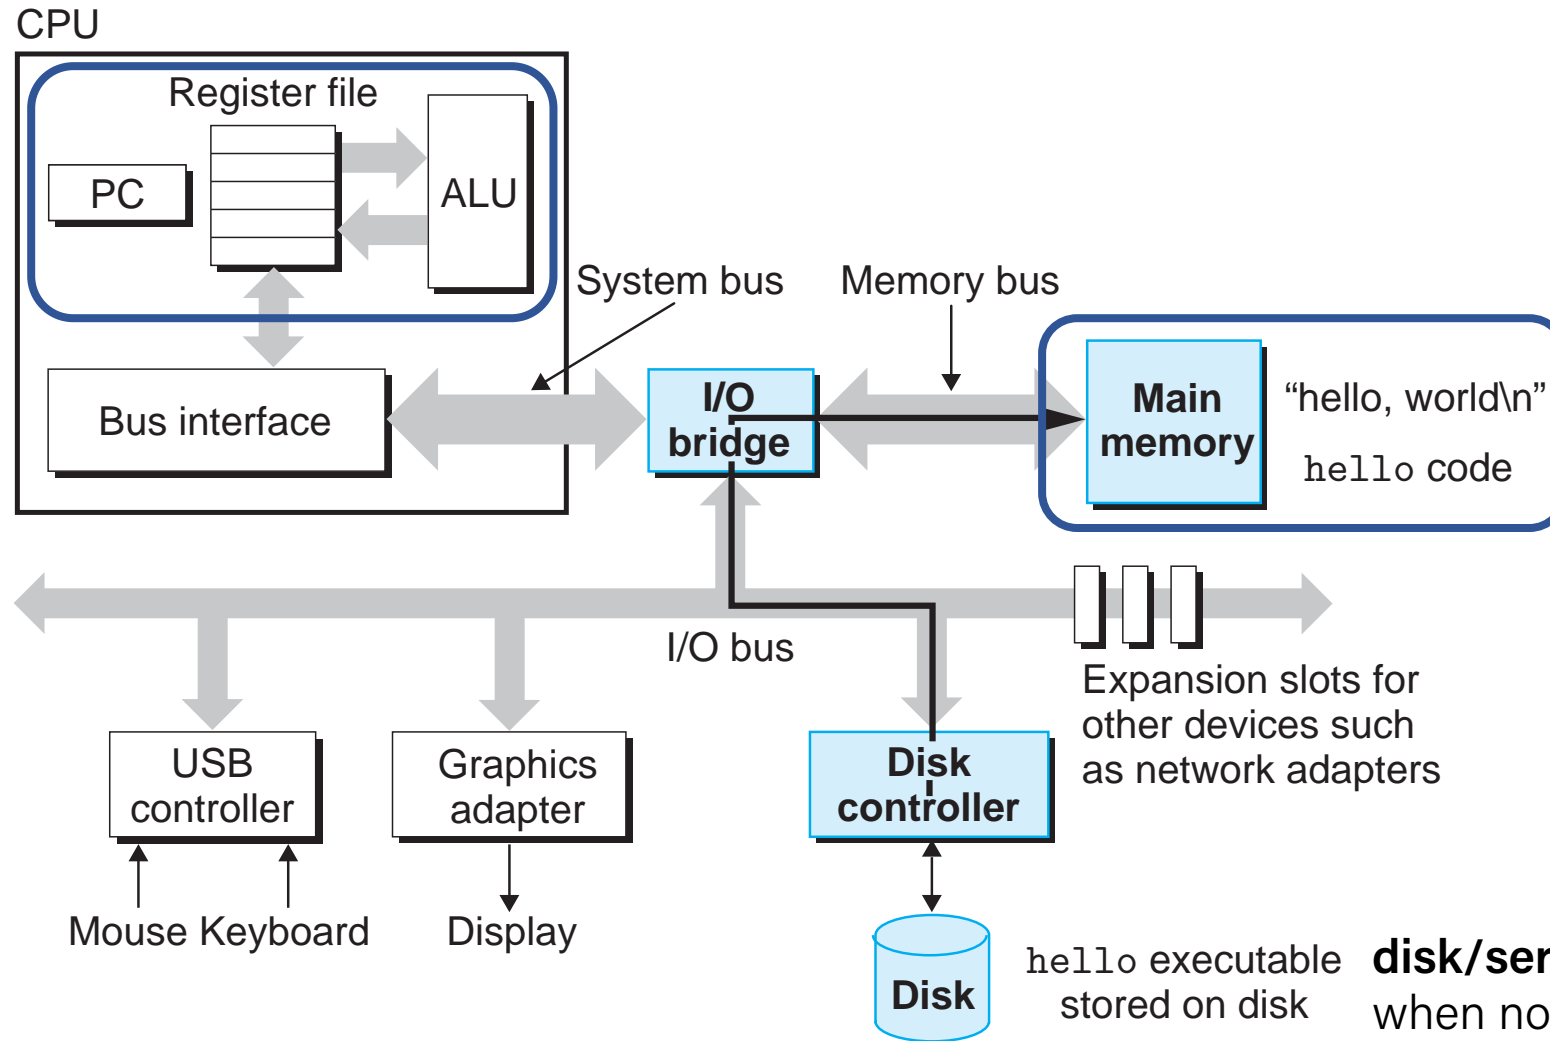 CPU
Register file
PC
ALU
System bus
Memory bus
Bus interface
I/O
bridge
Main
memory
“hello, world\n”
hello code
I/O bus
Expansion slots for
other devices such
as network adapters
USB
controller
Graphics
adapter
Disk
controller
Mouse Keyboard
Display
Disk
hello executable
stored on disk
when no